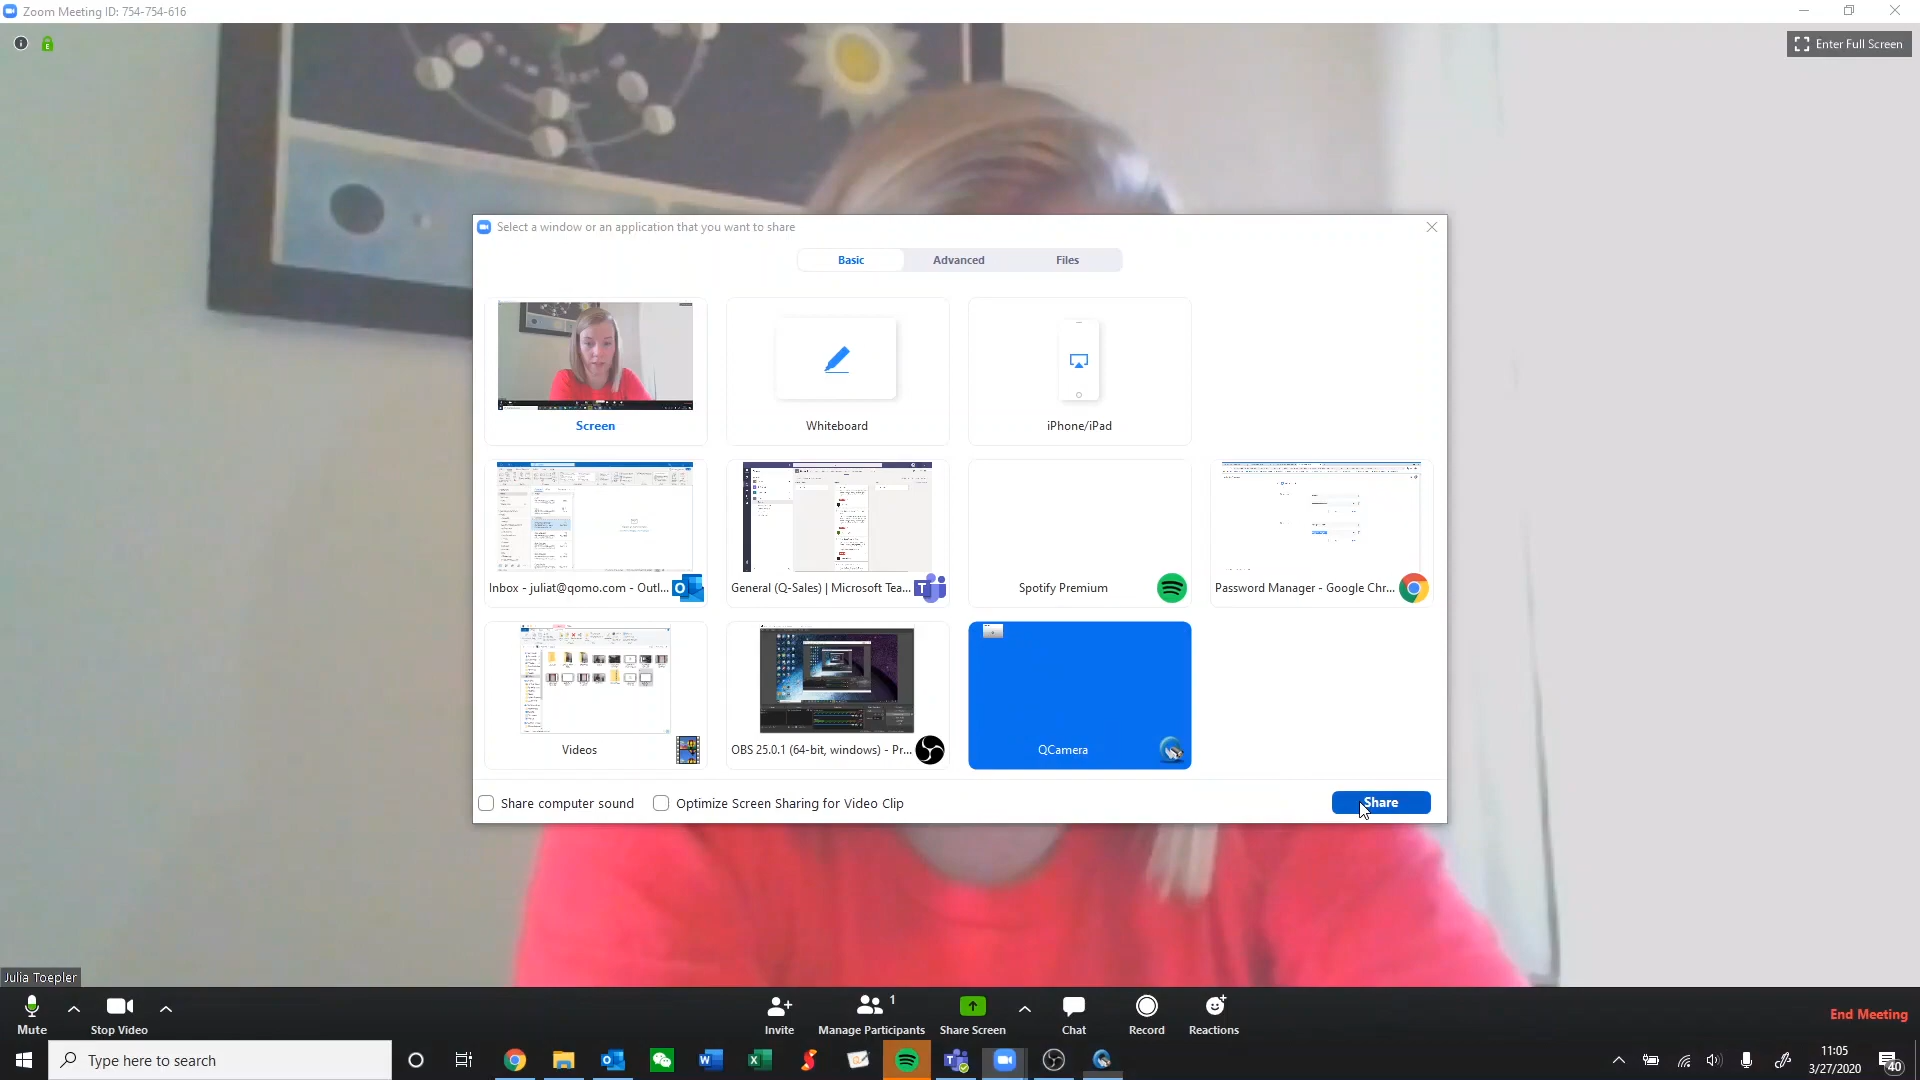 Zoom Meeting ID: 754-754-616
Enter Full Screen
Select a window or an application that you want to share
Basic
Advanced
Files
Screen
Whiteboard
iPhone/iPad
Inbox - juliat@qomo.com - Outl...
General (Q-Sales) | Microsoft Tea...
Spotify Premium
Password Manager - Google Chr...
Videos
OBS 25.0.1 (64-bit, windows) - Pr...
QCamera
Share computer sound
Optimize Screen Sharing for Video Clip
Share
Julia Toepler
Mute
Stop Video
Invite
1
Manage Participants
Share Screen
Chat
Record
Reactions
End Meeting
Type here to search
11:05
3/27/2020
40